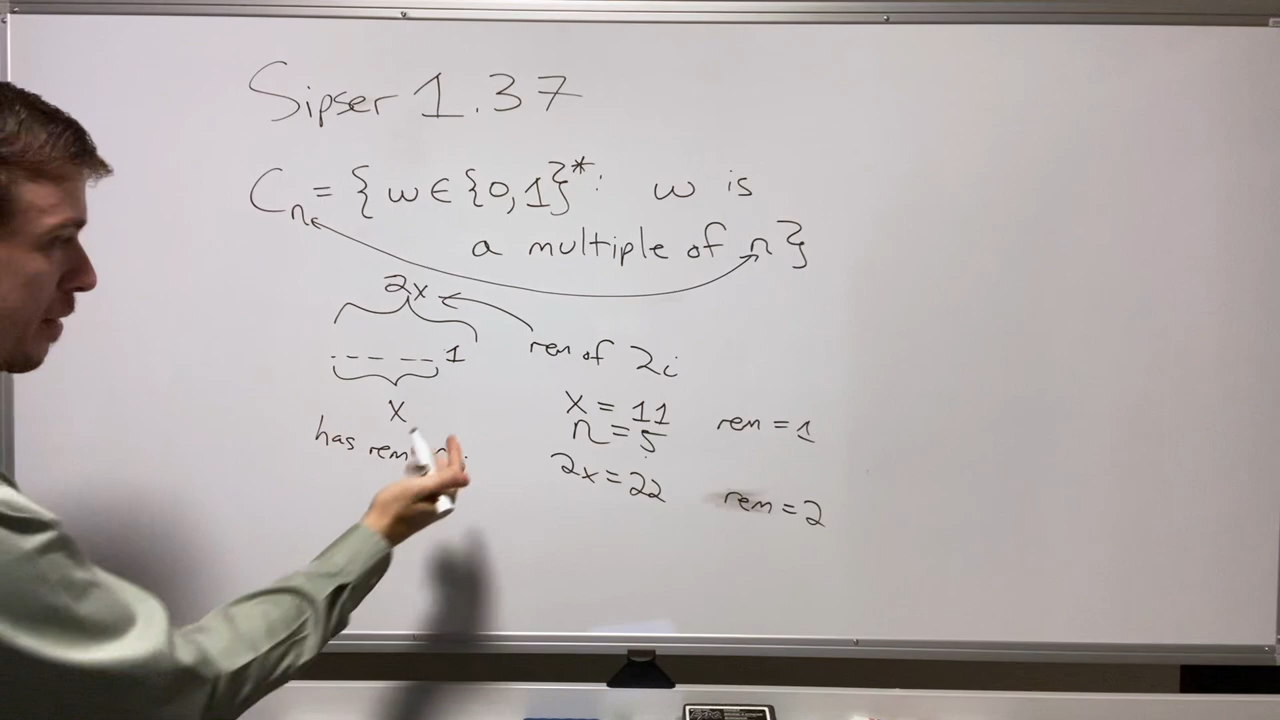 Sipser 1.37
Cₙ = { w ∈ {0,1}*: w is
a multiple of n}
2x
_ _ _ _ _ 1
x
has rem
rem of 2i
x = 11 rem = 1
n = 5
2x = 22 rem = 2